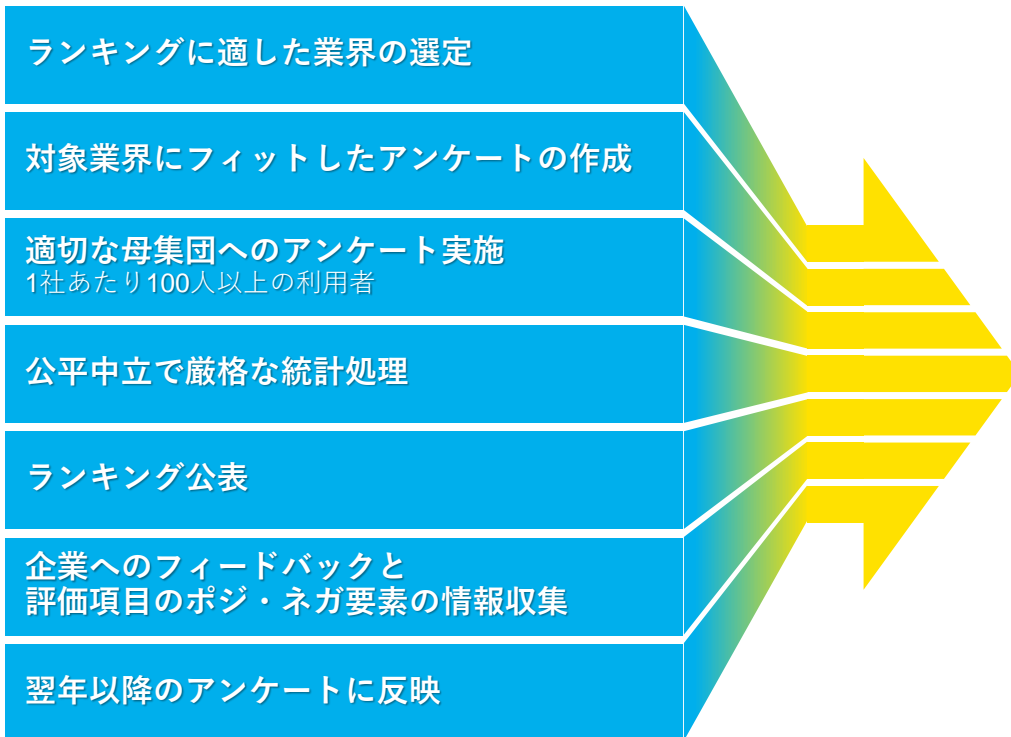 ランキングに適した業界の選定
対象業界にフィットしたアンケートの作成
適切な母集団へのアンケート実施
1社あたり100人以上の利用者
公平中立で厳格な統計処理
ランキング公表
企業へのフィードバックと
評価項目のポジ・ネガ要素の情報収集
翌年以降のアンケートに反映